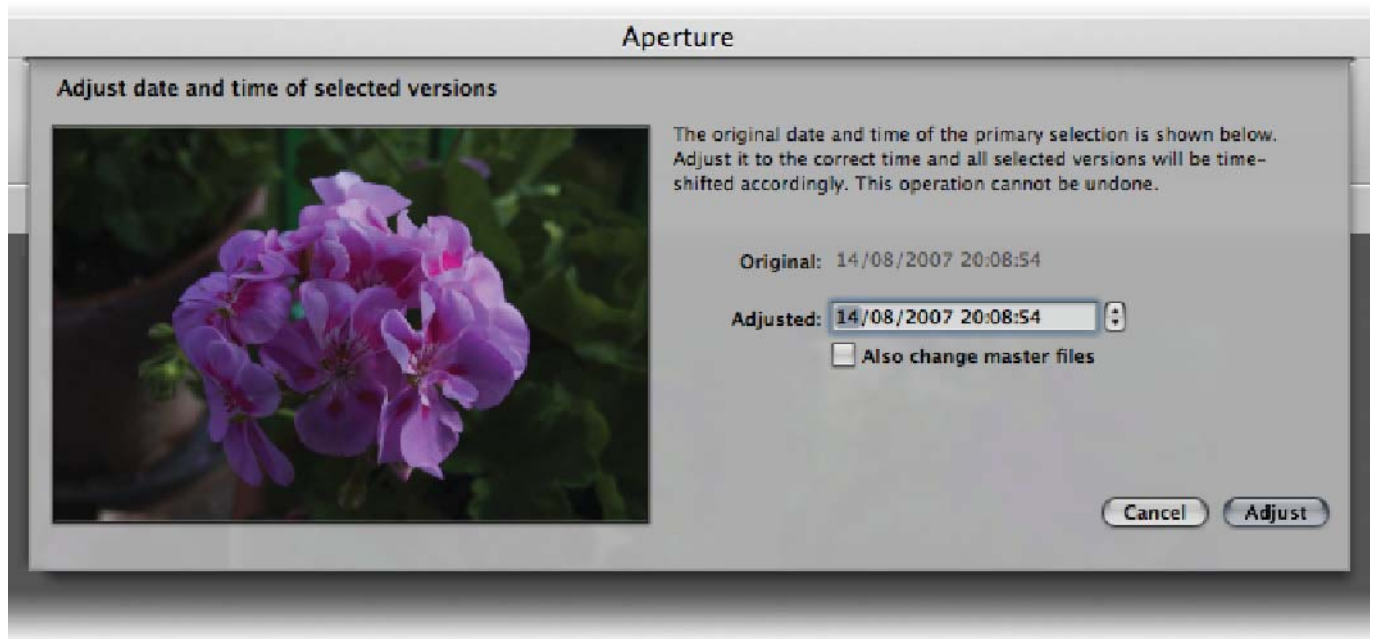 Aperture
Adjust date and time of selected versions
The original date and time of the primary selection is shown below.
Adjust it to the correct time and all selected versions will be time-
shifted accordingly. This operation cannot be undone.
Original: 14/08/2007 20:08:54
Adjusted: 14/08/2007 20:08:54
Also change master files
Cancel Adjust